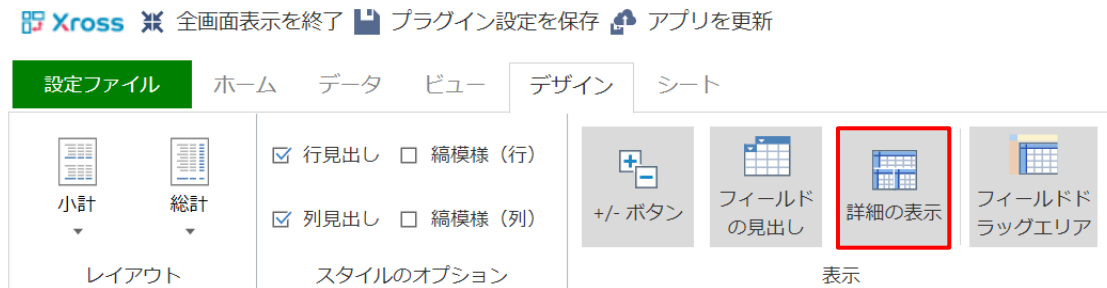 Xross 全画面表示を終了 プラグイン設定を保存 アプリを更新
設定ファイル ホーム データ ビュー デザイン シート
行見出し 縞模様（行）
列見出し 縞模様（列）
小計 総計
+/- ボタン
フィールド
の見出し
詳細の表示
フィールドド
ラッグエリア
レイアウト スタイルのオプション 表示